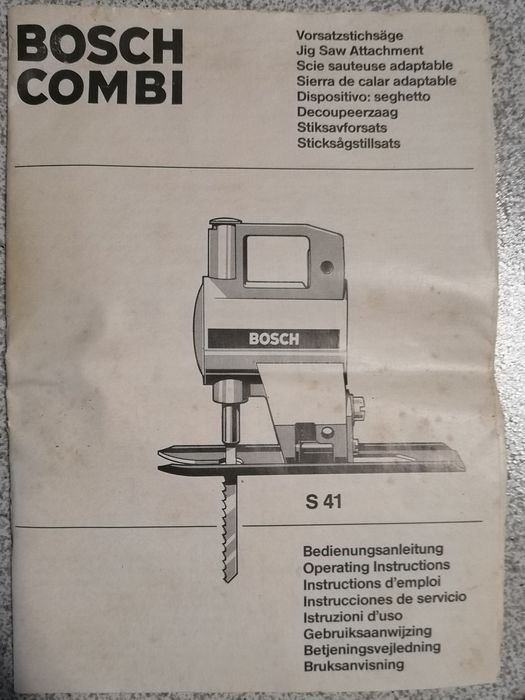 BOSCH
COMBI
Vorsatzstichsäge
Jig Saw Attachment
Scie sauteuse adaptable
Sierra de calar adaptable
Dispositivo: seghetto
Decoupeerzaag
Stiksavforsats
Sticksågstillsats
BOSCH
S 41
Bedienungsanleitung
Operating Instructions
Instructions d'emploi
Instrucciones de servicio
Istruzioni d'uso
Gebruiksaanwijzing
Betjeningsvejledning
Bruksanvisning